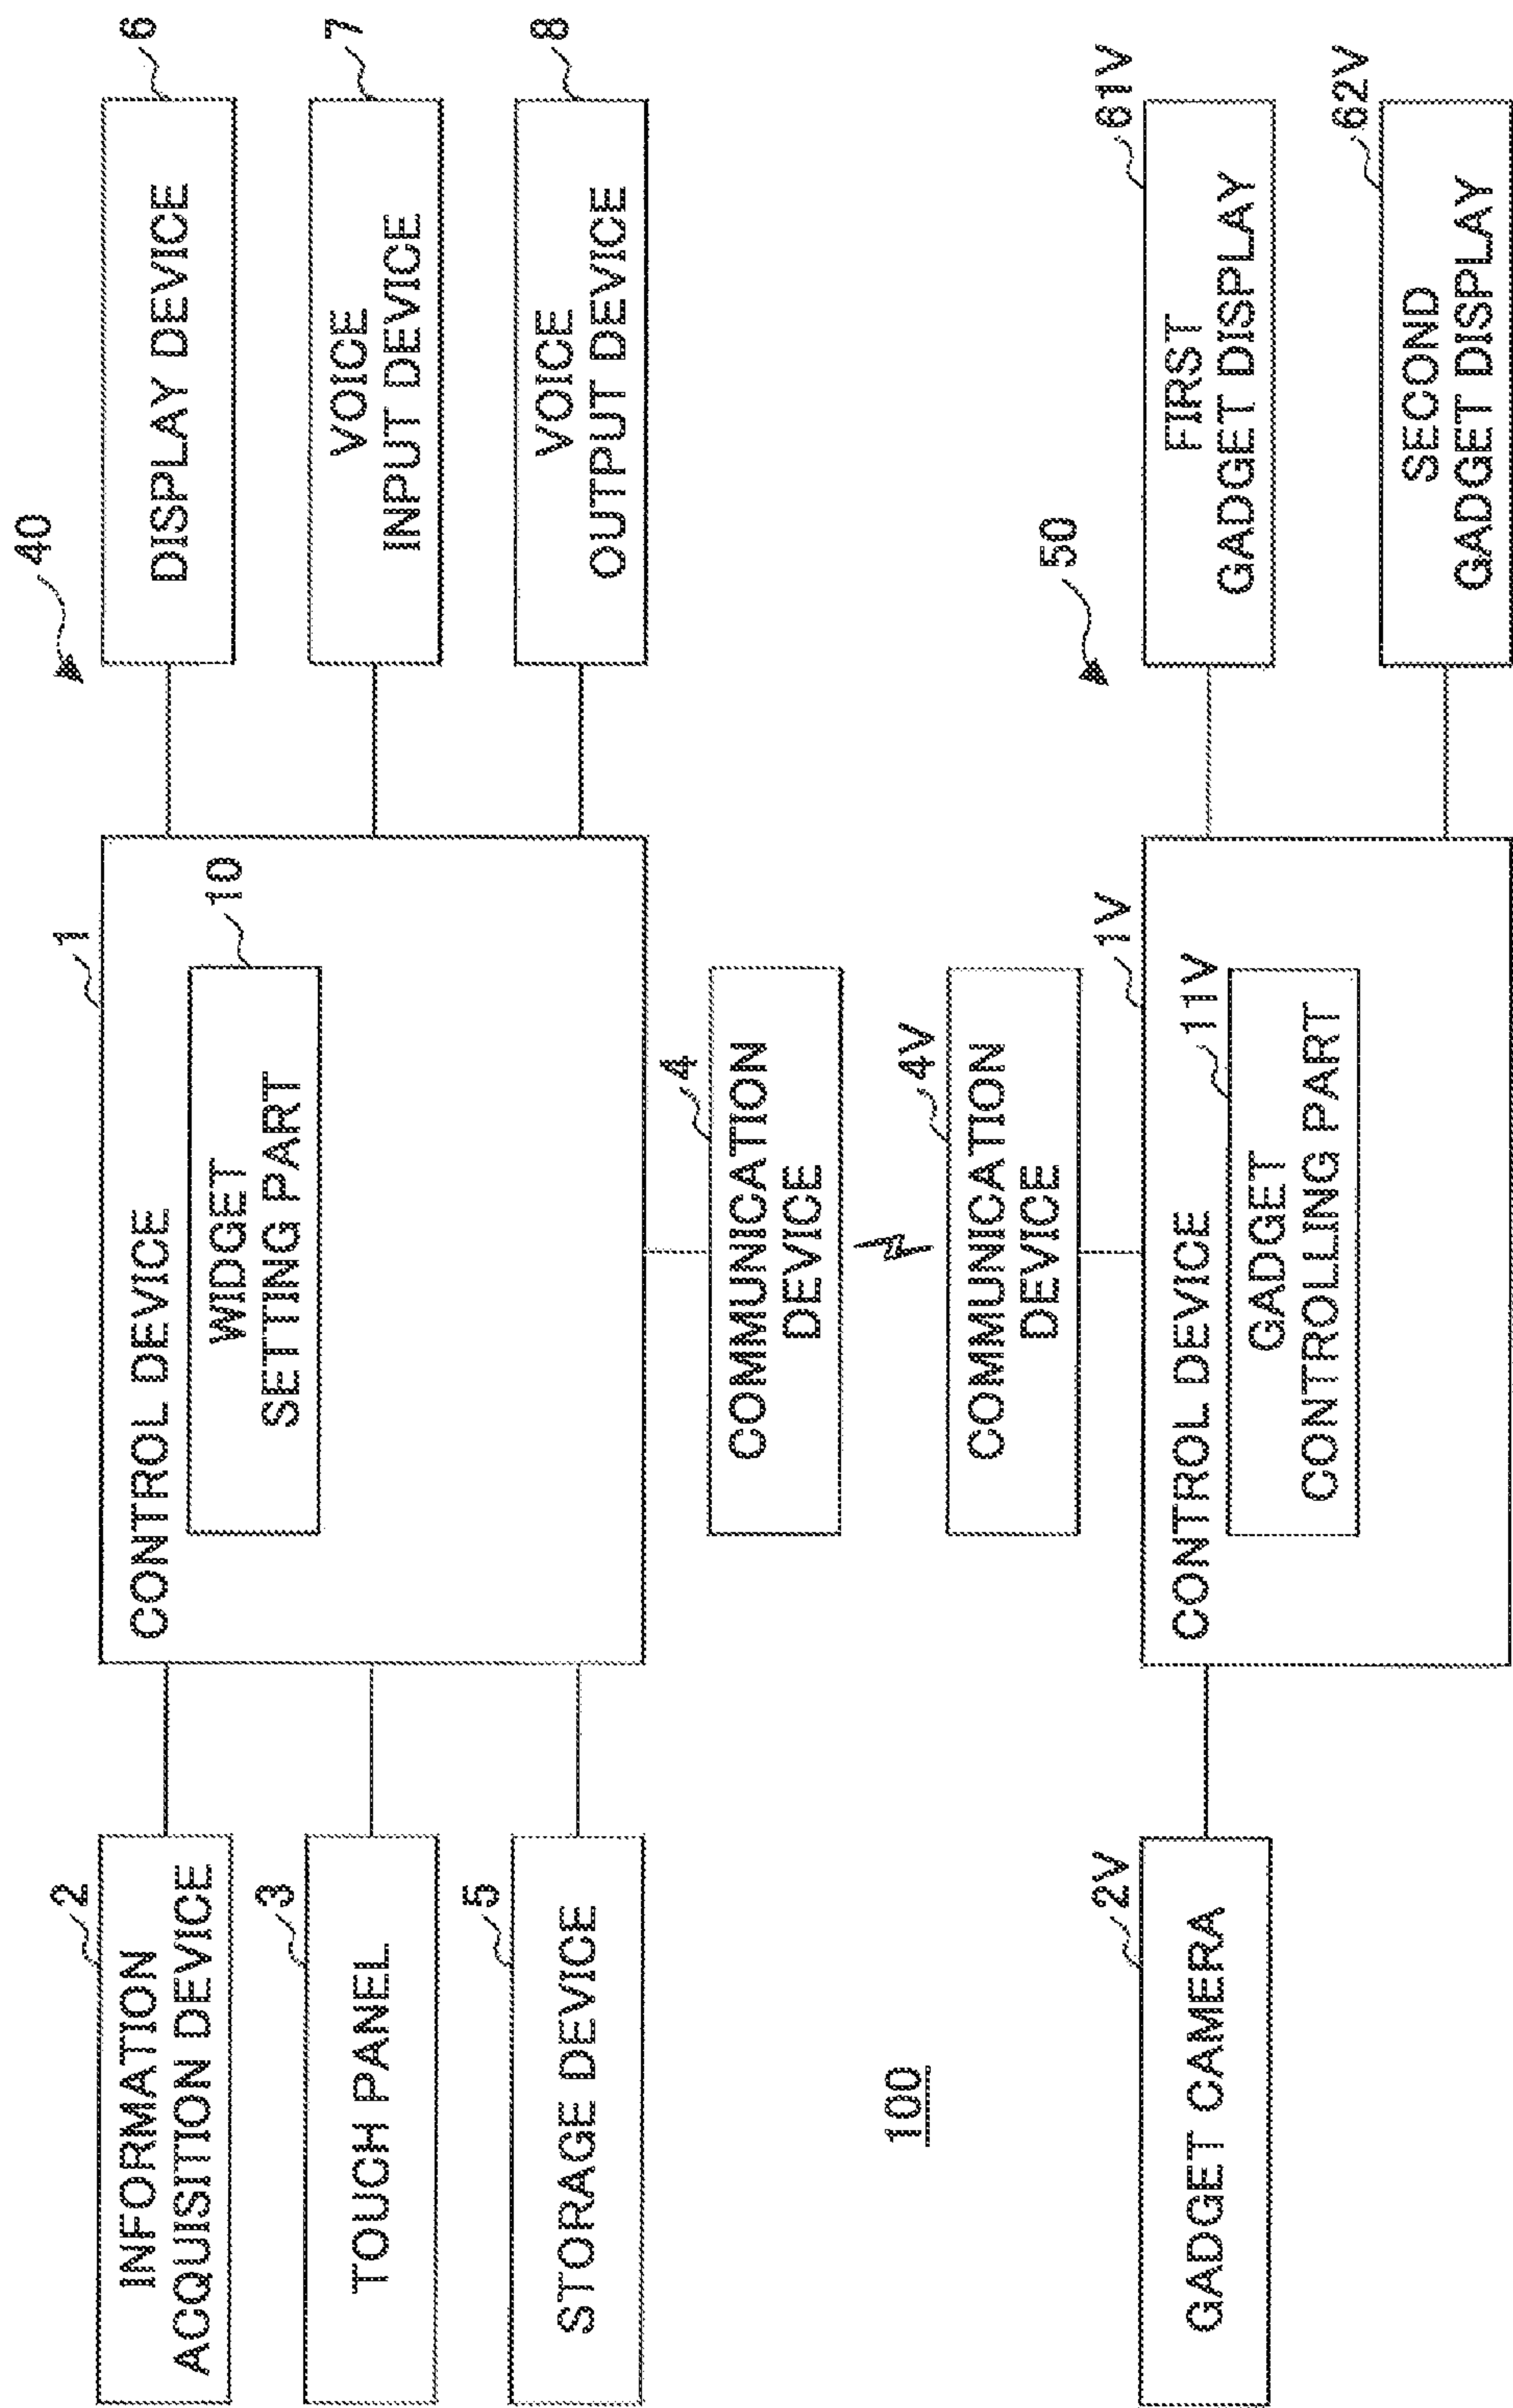 40
2
INFORMATION
ACQUISITION DEVICE
3
TOUCH PANEL
5
STORAGE DEVICE
1
CONTROL DEVICE
10
WIDGET
SETTING PART
6
DISPLAY DEVICE
7
VOICE
INPUT DEVICE
8
VOICE
OUTPUT DEVICE
4
COMMUNICATION
DEVICE
100
4V
COMMUNICATION
DEVICE
50
2V
GADGET CAMERA
1V
CONTROL DEVICE
11V
GADGET
CONTROLLING PART
61V
FIRST
GADGET DISPLAY
62V
SECOND
GADGET DISPLAY